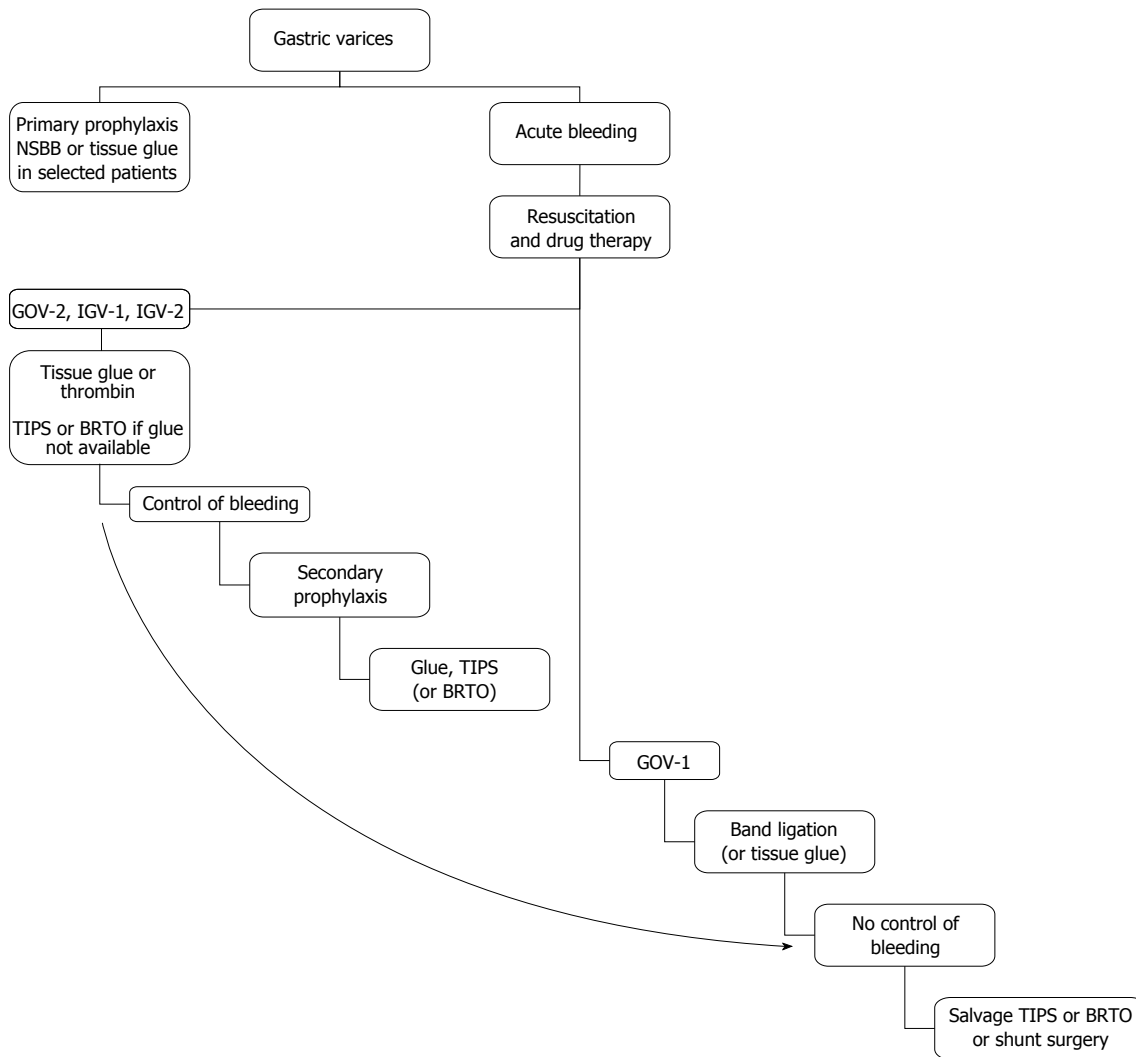 Gastric varices
Primary prophylaxis
NSBB or tissue glue
in selected patients
Acute bleeding
Resuscitation
and drug therapy
GOV-2, IGV-1, IGV-2
Tissue glue or
thrombin
TIPS or BRTO if glue
not available
Control of bleeding
Secondary
prophylaxis
Glue, TIPS
(or BRTO)
GOV-1
Band ligation
(or tissue glue)
No control of
bleeding
Salvage TIPS or BRTO
or shunt surgery